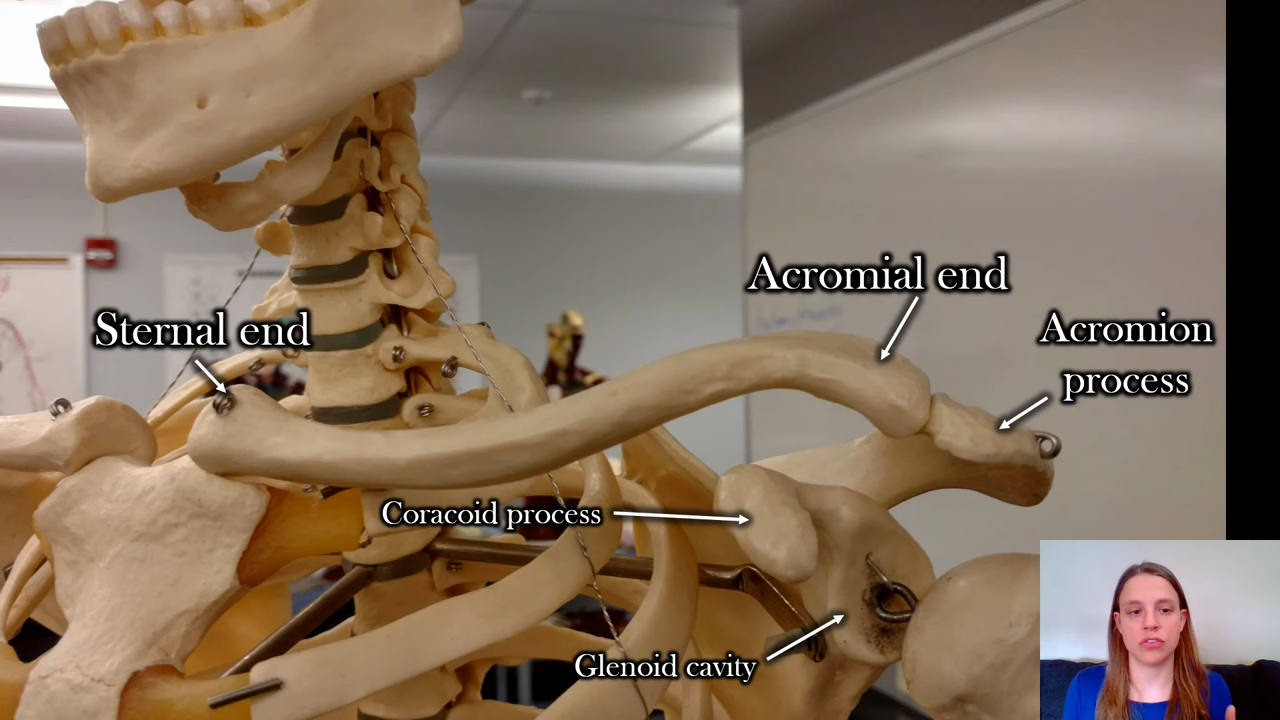 Acromial end
Sternal end
Acromion
process
Coracoid process
Glenoid cavity